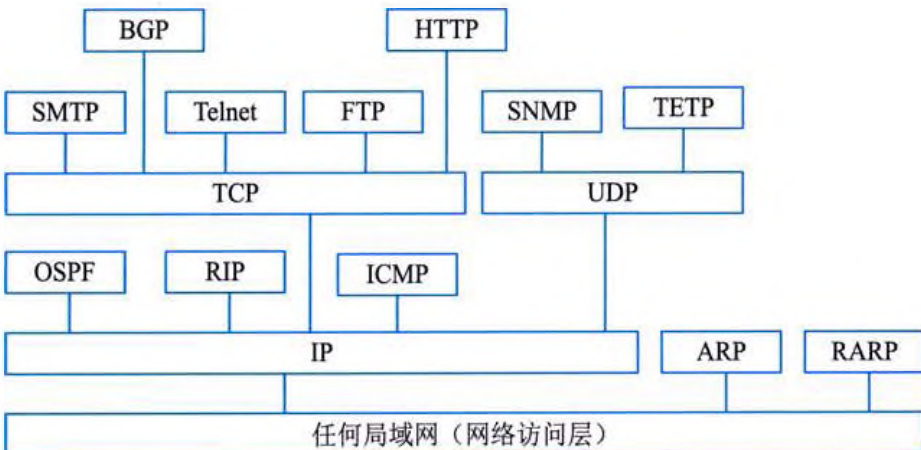 BGP
HTTP
SMTP
Telnet
FTP
SNMP
TETP
TCP
UDP
OSPF
RIP
ICMP
IP
ARP
RARP
任何局域网（网络访问层）